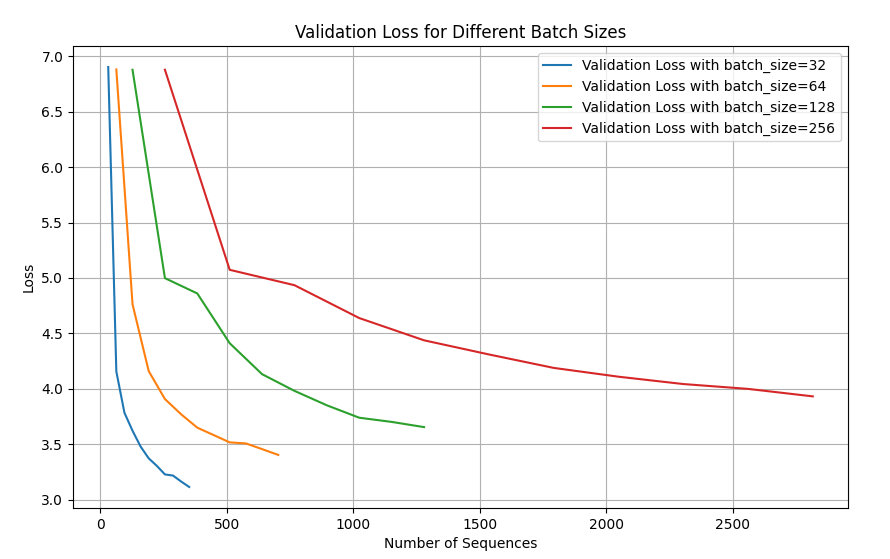 Validation Loss for Different Batch Sizes
Validation Loss with batch_size=32
Validation Loss with batch_size=64
Validation Loss with batch_size=128
Validation Loss with batch_size=256
7.0
6.5
6.0
5.5
5.0
4.5
4.0
3.5
3.0
Loss
0 500 1000 1500 2000 2500
Number of Sequences